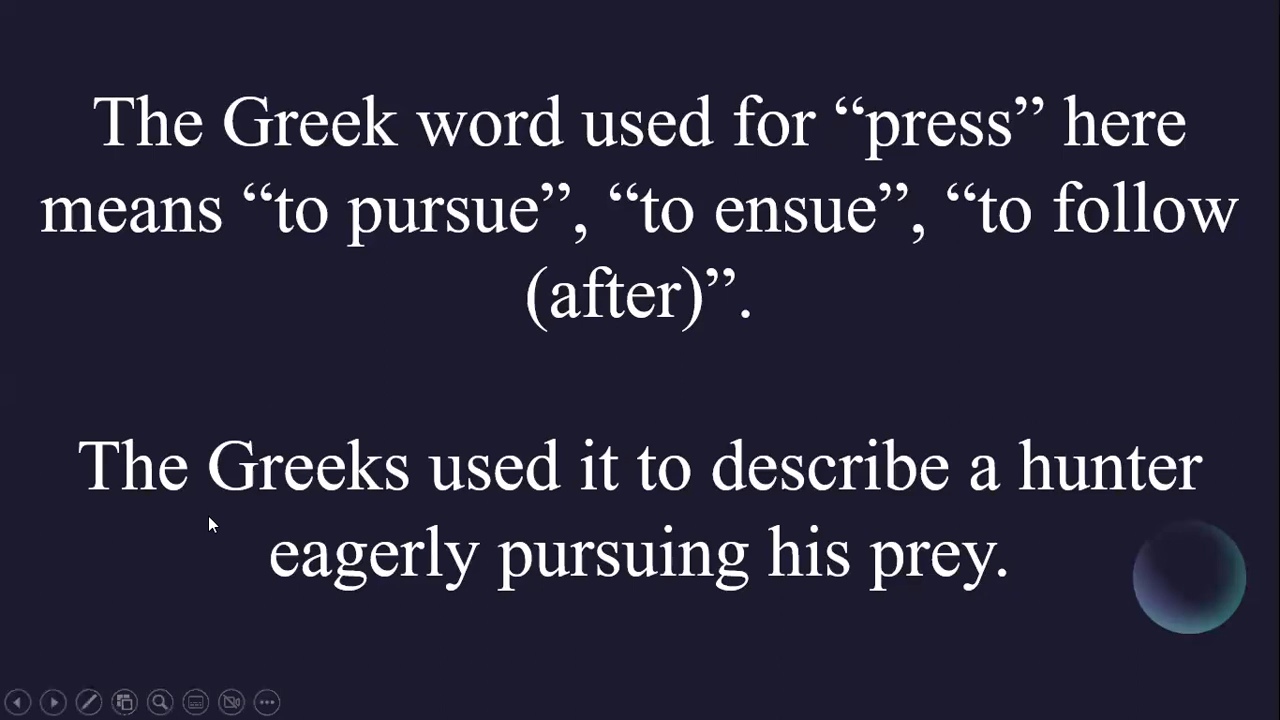 The Greek word used for “press” here
means “to pursue”, “to ensue”, “to follow
(after)”.
The Greeks used it to describe a hunter
eagerly pursuing his prey.